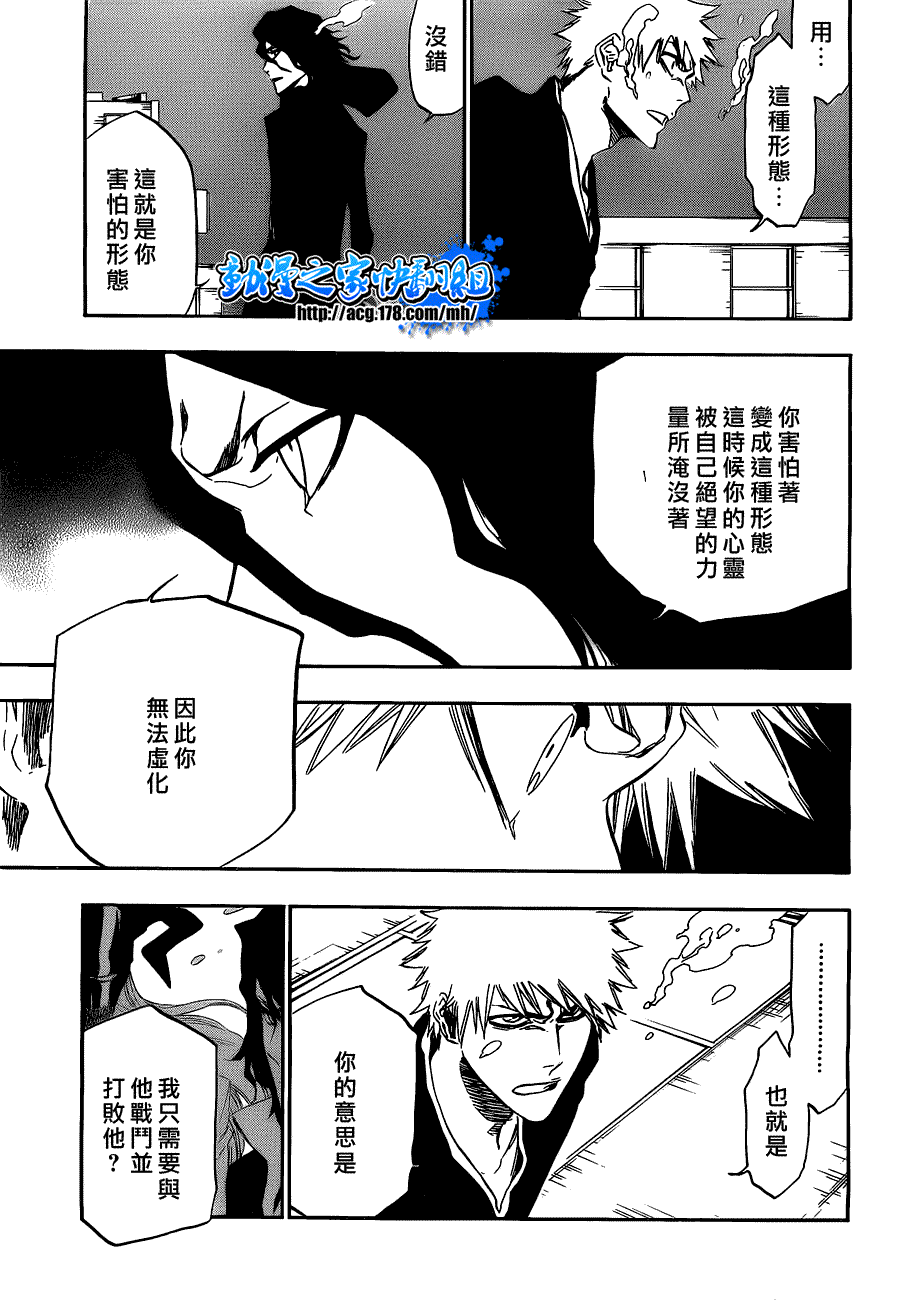 用…
這種形態…
沒錯
這就是你
害怕的形態
動漫之家快翻組
http://acg.178.com/mh/
你害怕著
變成這種形態
這時候你的心靈
被自己絕望的力
量所淹沒著
因此你
無法虛化
…………
也就是
你的意思是
我只需要與
他戰鬥並
打敗他?